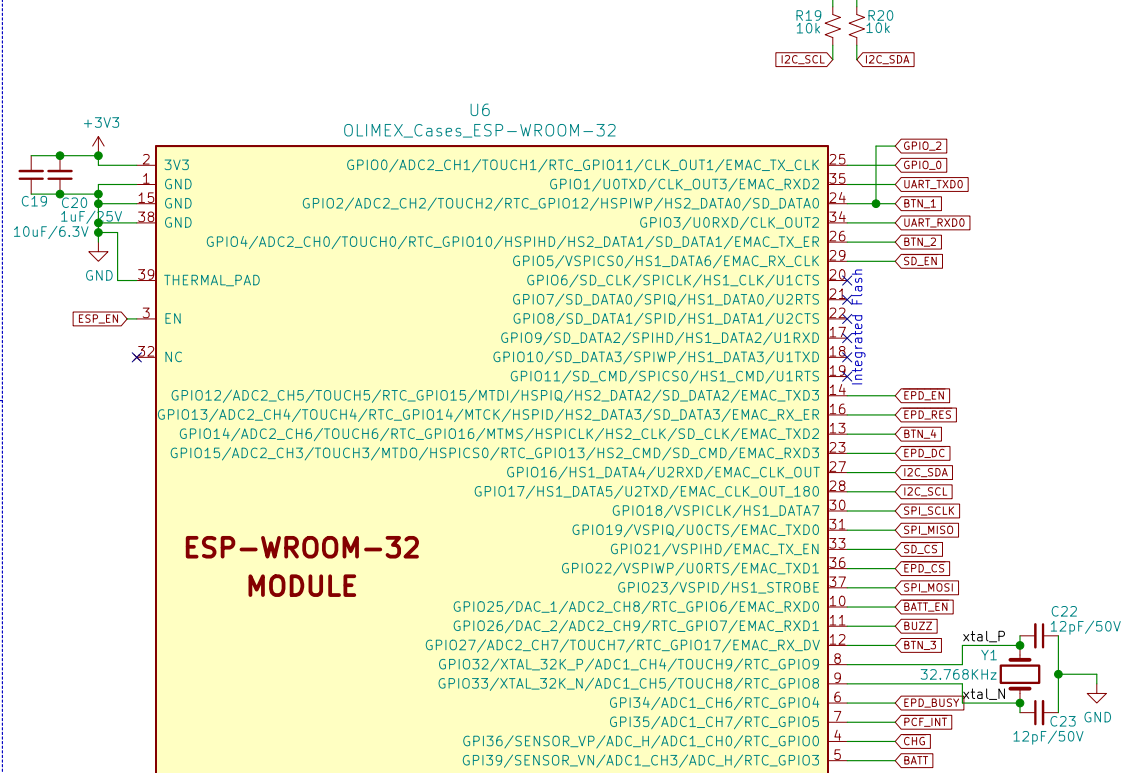 R19
10k
R20
10k
I2C_SCL
I2C_SDA
U6
OLIMEX_Cases_ESP-WROOM-32
+3V3
C19
10uF/6.3V
C20
1uF/25V
GND
ESP_EN
2 3V3
1 GND
15 GND
38 GND
39 THERMAL_PAD
3 EN
32 NC
ESP-WROOM-32
MODULE
GPIO0/ADC2_CH1/TOUCH1/RTC_GPIO11/CLK_OUT1/EMAC_TX_CLK 25 GPIO_0
GPIO_2
GPIO1/U0TXD/CLK_OUT3/EMAC_RXD2 35 UART_TXD0
GPIO2/ADC2_CH2/TOUCH2/RTC_GPIO12/HSPIWP/HS2_DATA0/SD_DATA0 24 BTN_1
GPIO3/U0RXD/CLK_OUT2 34 UART_RXD0
GPIO4/ADC2_CH0/TOUCH0/RTC_GPIO10/HSPIHD/HS2_DATA1/SD_DATA1/EMAC_TX_ER 26 BTN_2
GPIO5/VSPICS0/HS1_DATA6/EMAC_RX_CLK 29 SD_EN
GPIO6/SD_CLK/SPICLK/HS1_CLK/U1CTS 20
GPIO7/SD_DATA0/SPIQ/HS1_DATA0/U2RTS 21
GPIO8/SD_DATA1/SPID/HS1_DATA1/U2CTS 22
GPIO9/SD_DATA2/SPIHD/HS1_DATA2/U1RXD 17
GPIO10/SD_DATA3/SPIWP/HS1_DATA3/U1TXD 18
GPIO11/SD_CMD/SPICS0/HS1_CMD/U1RTS 19
Integrated flash
GPIO12/ADC2_CH5/TOUCH5/RTC_GPIO15/MTDI/HSPIQ/HS2_DATA2/SD_DATA2/EMAC_TXD3 14 EPD_EN
GPIO13/ADC2_CH4/TOUCH4/RTC_GPIO14/MTCK/HSPID/HS2_DATA3/SD_DATA3/EMAC_RX_ER 16 EPD_RES
GPIO14/ADC2_CH6/TOUCH6/RTC_GPIO16/MTMS/HSPICLK/HS2_CLK/SD_CLK/EMAC_TXD2 13 BTN_4
GPIO15/ADC2_CH3/TOUCH3/MTDO/HSPICS0/RTC_GPIO13/HS2_CMD/SD_CMD/EMAC_RXD3 23 EPD_DC
GPIO16/HS1_DATA4/U2RXD/EMAC_CLK_OUT 27 I2C_SDA
GPIO17/HS1_DATA5/U2TXD/EMAC_CLK_OUT_180 28 I2C_SCL
GPIO18/VSPICLK/HS1_DATA7 30 SPI_SCLK
GPIO19/VSPIQ/U0CTS/EMAC_TXD0 31 SPI_MISO
GPIO21/VSPIHD/EMAC_TX_EN 33 SD_CS
GPIO22/VSPIWP/U0RTS/EMAC_TXD1 36 EPD_CS
GPIO23/VSPID/HS1_STROBE 37 SPI_MOSI
GPIO25/DAC_1/ADC2_CH8/RTC_GPIO6/EMAC_RXD0 10 BATT_EN
GPIO26/DAC_2/ADC2_CH9/RTC_GPIO7/EMAC_RXD1 11 BUZZ
GPIO27/ADC2_CH7/TOUCH7/RTC_GPIO17/EMAC_RX_DV 12 BTN_3
GPIO32/XTAL_32K_P/ADC1_CH4/TOUCH9/RTC_GPIO9 8
GPIO33/XTAL_32K_N/ADC1_CH5/TOUCH8/RTC_GPIO8 9
GPI34/ADC1_CH6/RTC_GPIO4 6 EPD_BUSY
GPI35/ADC1_CH7/RTC_GPIO5 7 PCF_INT
GPI36/SENSOR_VP/ADC_H/ADC1_CH0/RTC_GPIO0 4 CHG
GPI39/SENSOR_VN/ADC1_CH3/ADC_H/RTC_GPIO3 5 BATT
C22
12pF/50V
xtal_P
Y1
32.768KHz
xtal_N
C23
12pF/50V
GND